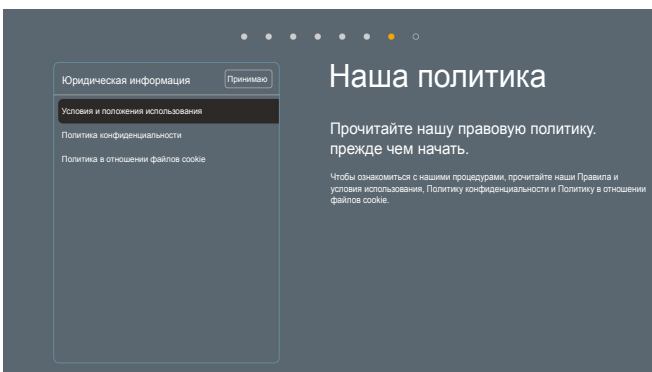 Юридическая информация
Принимаю
Условия и положения использования
Политика конфиденциальности
Политика в отношении файлов cookie
Наша политика
Прочитайте нашу правовую политику.
прежде чем начать.
Чтобы ознакомиться с нашими процедурами, прочитайте наши Правила и
условия использования, Политику конфиденциальности и Политику в отношении
файлов cookie.